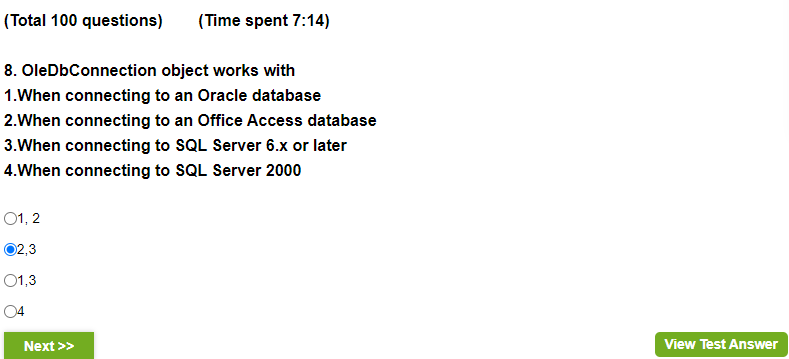 (Total 100 questions) (Time spent 7:14)
8. OleDbConnection object works with
1.When connecting to an Oracle database
2.When connecting to an Office Access database
3.When connecting to SQL Server 6.x or later
4.When connecting to SQL Server 2000
1, 2
2,3
1,3
4
Next >>
View Test Answer